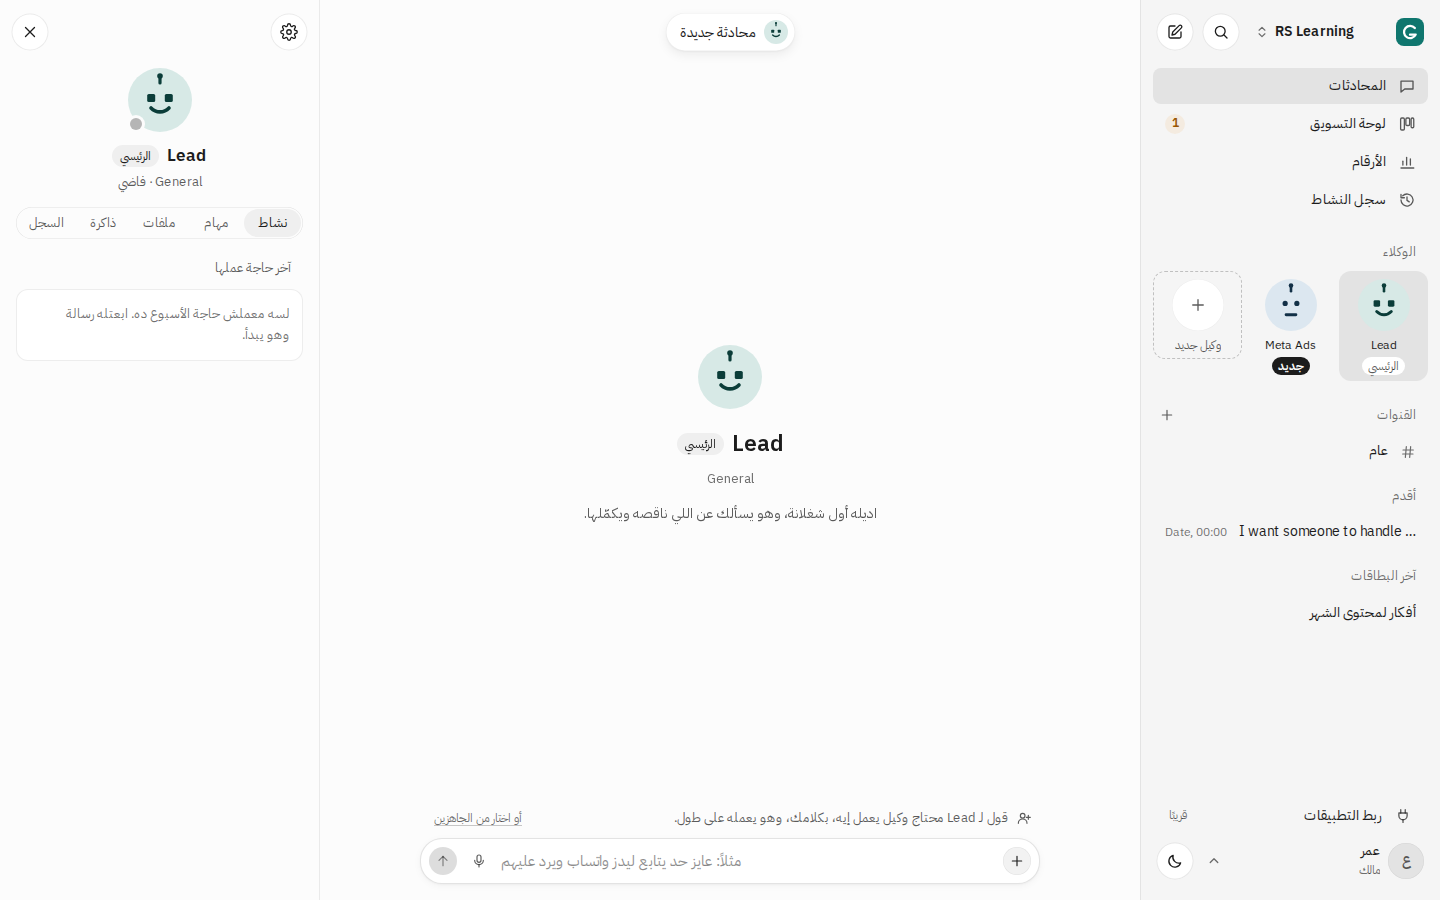 RS Learning
المحادثات
لوحة التسويق
1
الأرقام
سجل النشاط
الوكلاء
Lead
الرئيسي
Meta Ads
جديد
وكيل جديد
القنوات
عام
أقدم
I want someone to handle ...
Date, 00:00
آخر البطاقات
أفكار لمحتوى الشهر
ربط التطبيقات
قريبًا
ع
عمر
مالك
محادثة جديدة
Lead الرئيسي
General
اديله أول شغلانة، وهو يسألك عن اللي ناقصه ويكمّلها.
قول لـ Lead محتاج وكيل يعمل إيه، بكلامك، وهو يعمله على طول.
أو اختار من الجاهزين
مثلاً: عايز حد يتابع ليدز واتساب ويرد عليهم
Lead الرئيسي
General · فاضي
نشاط
مهام
ملفات
ذاكرة
السجل
آخر حاجة عملها
لسه معملش حاجة الأسبوع ده. ابعتله رسالة
وهو يبدأ.